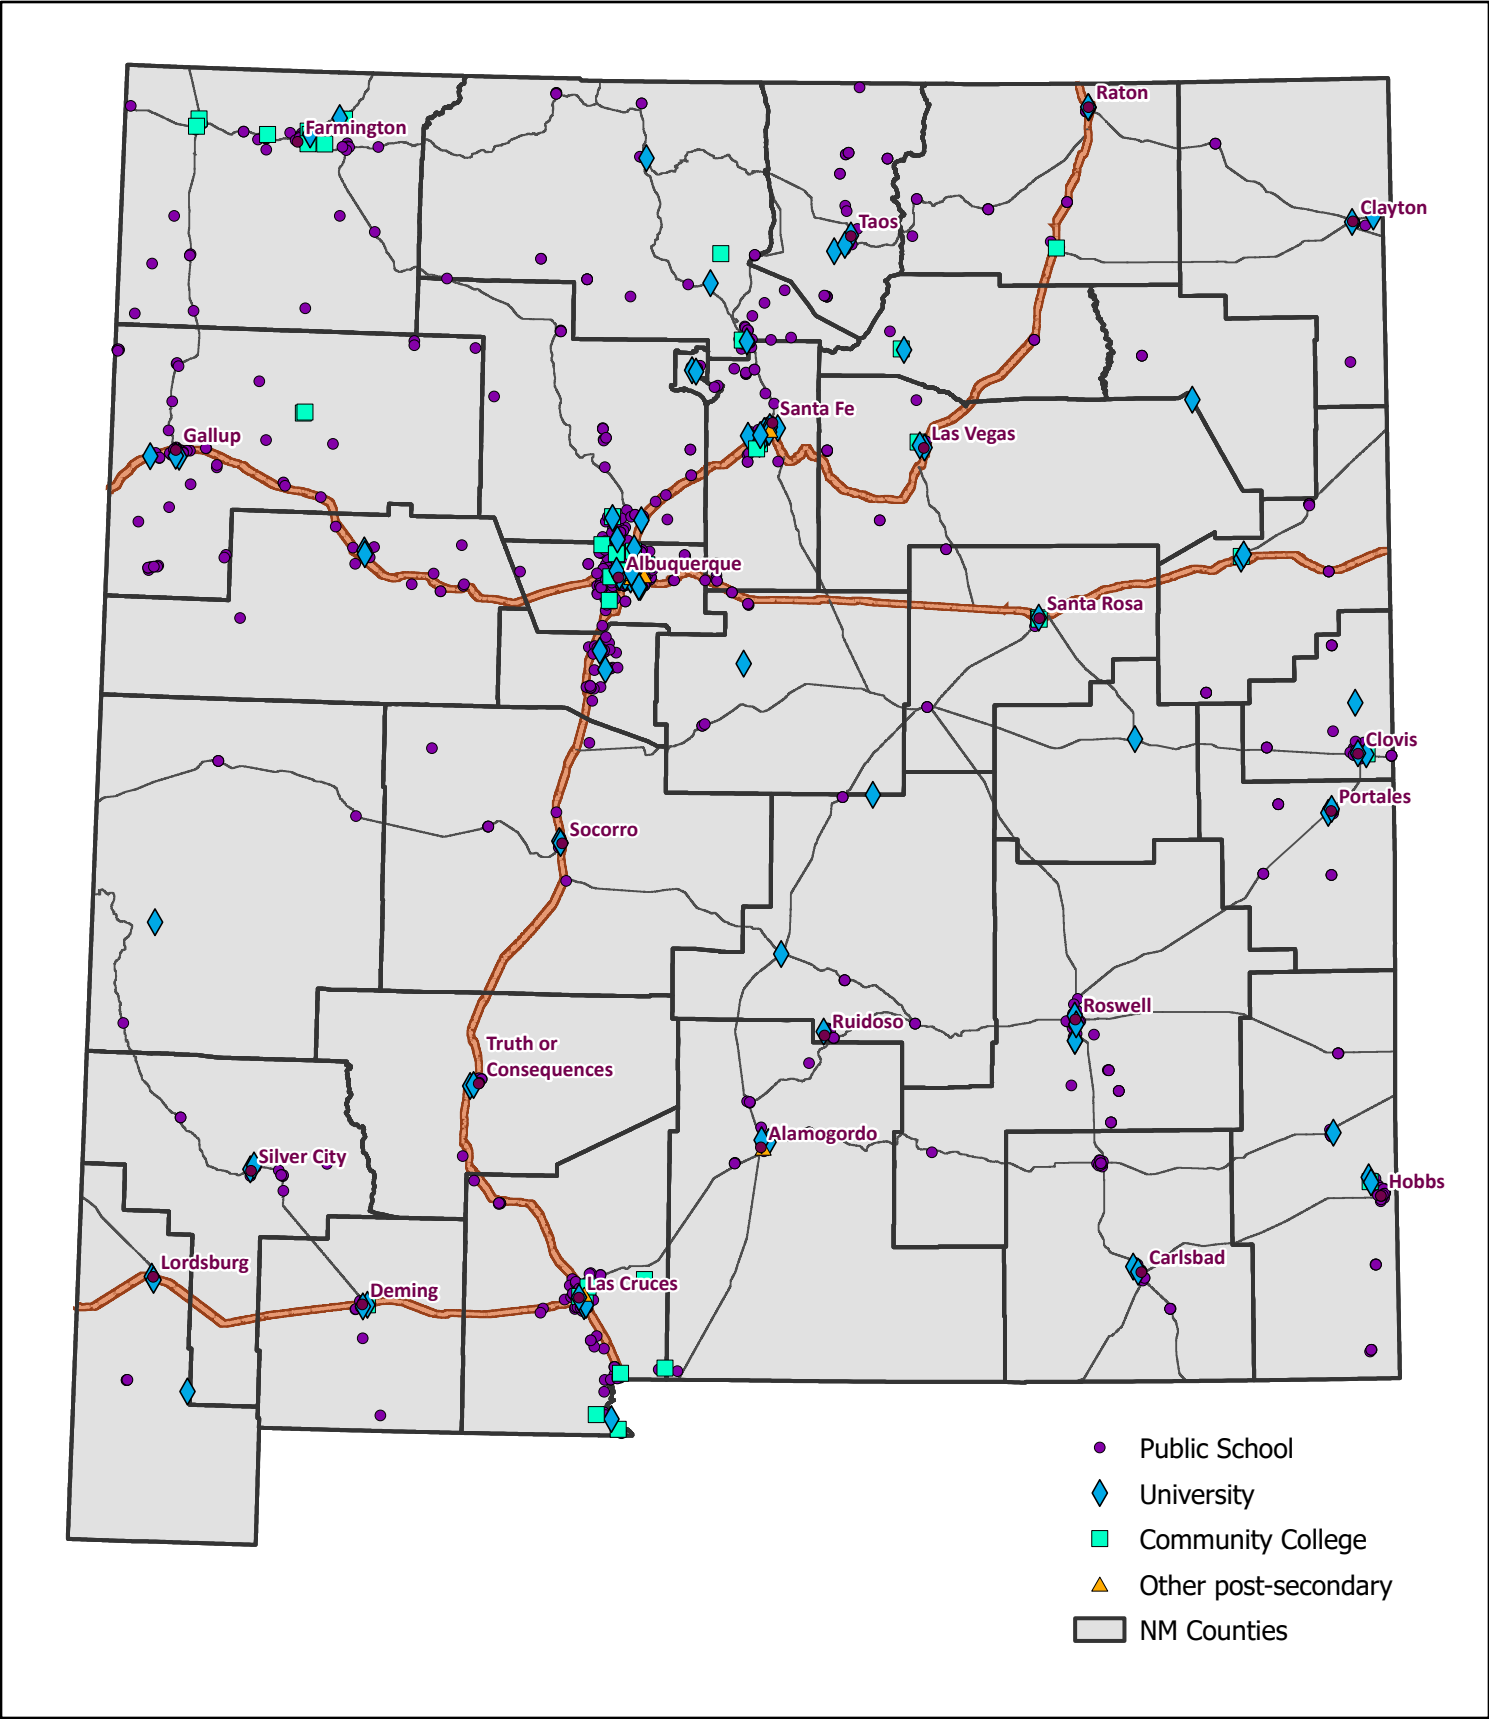 Raton
Farmington
Clayton
Taos
Santa Fe
Las Vegas
Gallup
Albuquerque
Santa Rosa
Clovis
Portales
Socorro
Roswell
Ruidoso
Truth or
Consequences
Alamogordo
Silver City
Hobbs
Carlsbad
Lordsburg
Deming
Las Cruces
Public School
University
Community College
Other post-secondary
NM Counties